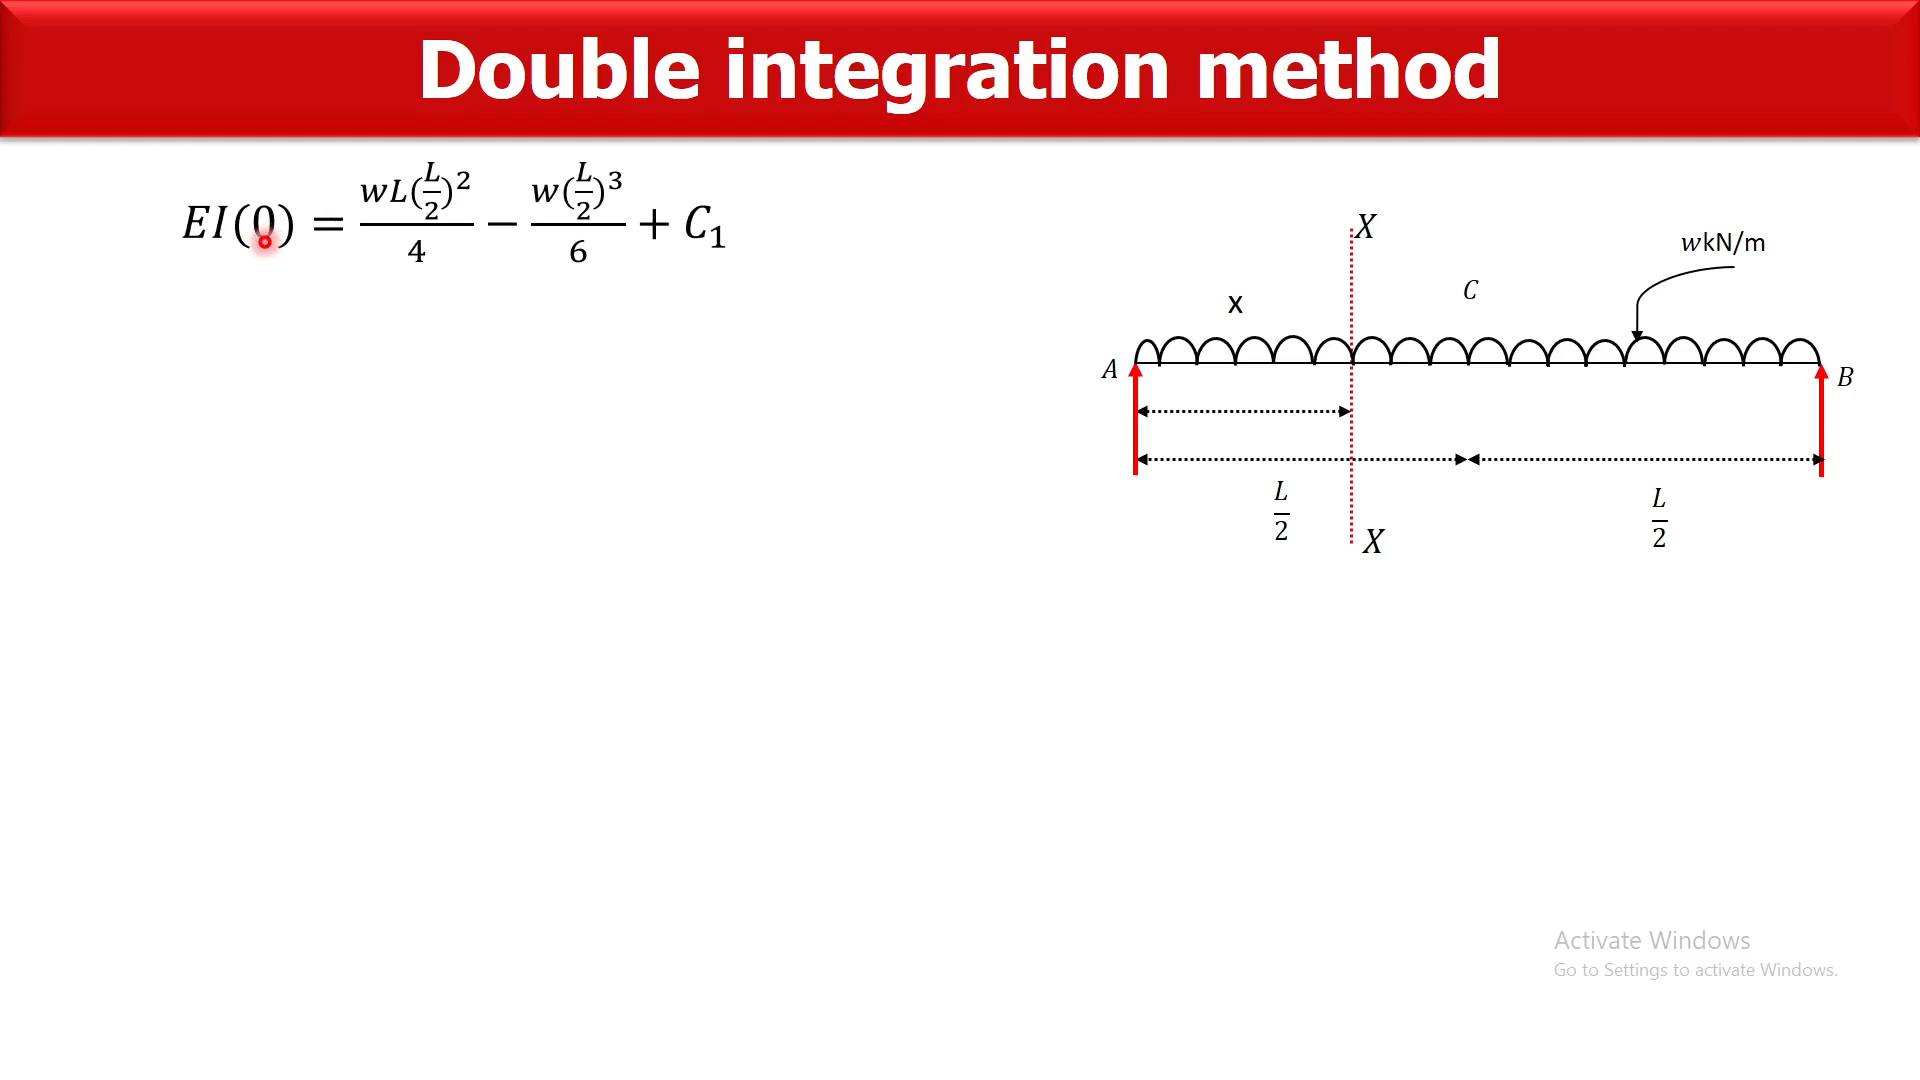 Double integration method
EI(0) = wL(L/2)²/4 − w(L/2)³/6 + C₁
X
wkN/m
C
x
A
B
L/2
L/2
X
Activate Windows
Go to Settings to activate Windows.